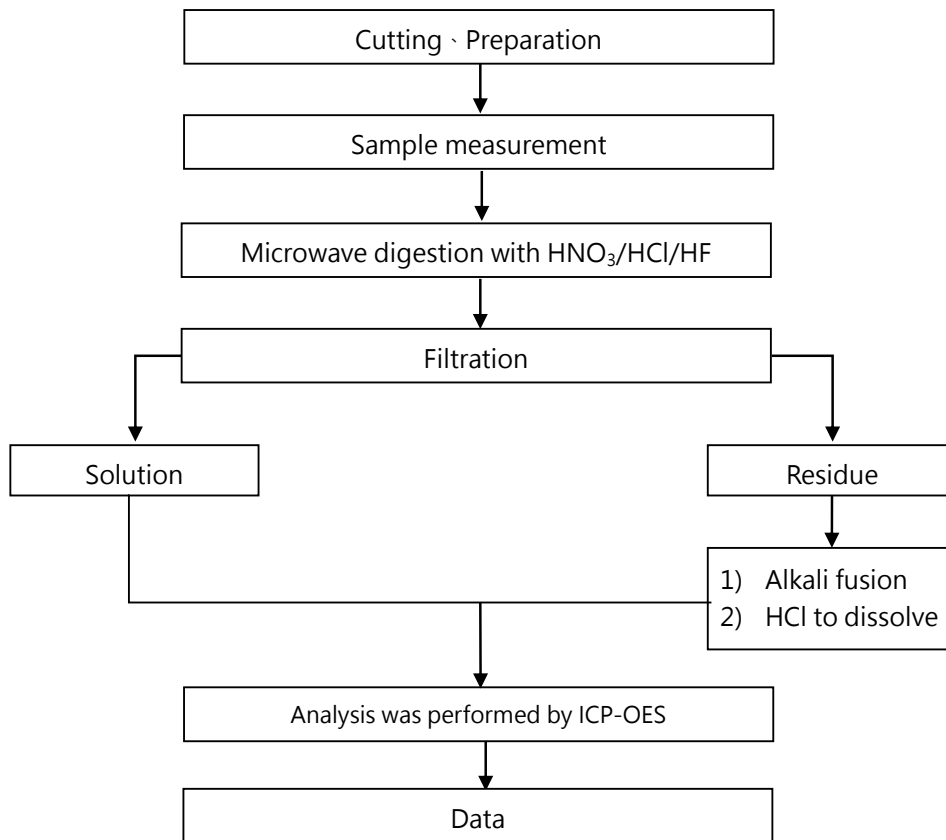 Cutting、Preparation
Sample measurement
Microwave digestion with HNO₃/HCl/HF
Filtration
Solution
Residue
1) Alkali fusion
2) HCl to dissolve
Analysis was performed by ICP-OES
Data